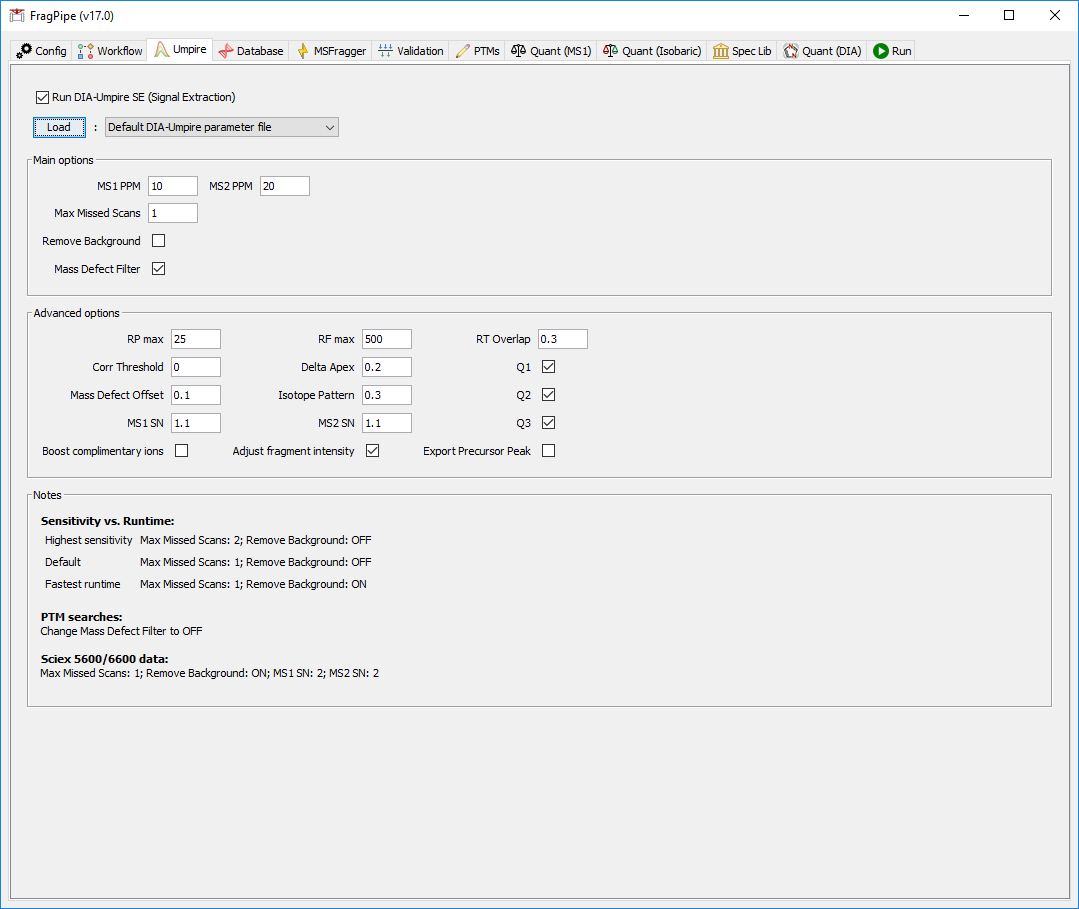 FragPipe (v17.0)
Config Workflow Umpire Database MSFragger Validation PTMs Quant (MS1) Quant (Isobaric) Spec Lib Quant (DIA) Run
Run DIA-Umpire SE (Signal Extraction)
Load : Default DIA-Umpire parameter file
Main options
MS1 PPM 10 MS2 PPM 20
Max Missed Scans 1
Remove Background
Mass Defect Filter
Advanced options
RP max 25 RF max 500 RT Overlap 0.3
Corr Threshold 0 Delta Apex 0.2 Q1
Mass Defect Offset 0.1 Isotope Pattern 0.3 Q2
MS1 SN 1.1 MS2 SN 1.1 Q3
Boost complimentary ions Adjust fragment intensity Export Precursor Peak
Notes
Sensitivity vs. Runtime:
Highest sensitivity Max Missed Scans: 2; Remove Background: OFF
Default Max Missed Scans: 1; Remove Background: OFF
Fastest runtime Max Missed Scans: 1; Remove Background: ON
PTM searches:
Change Mass Defect Filter to OFF
Sciex 5600/6600 data:
Max Missed Scans: 1; Remove Background: ON; MS1 SN: 2; MS2 SN: 2